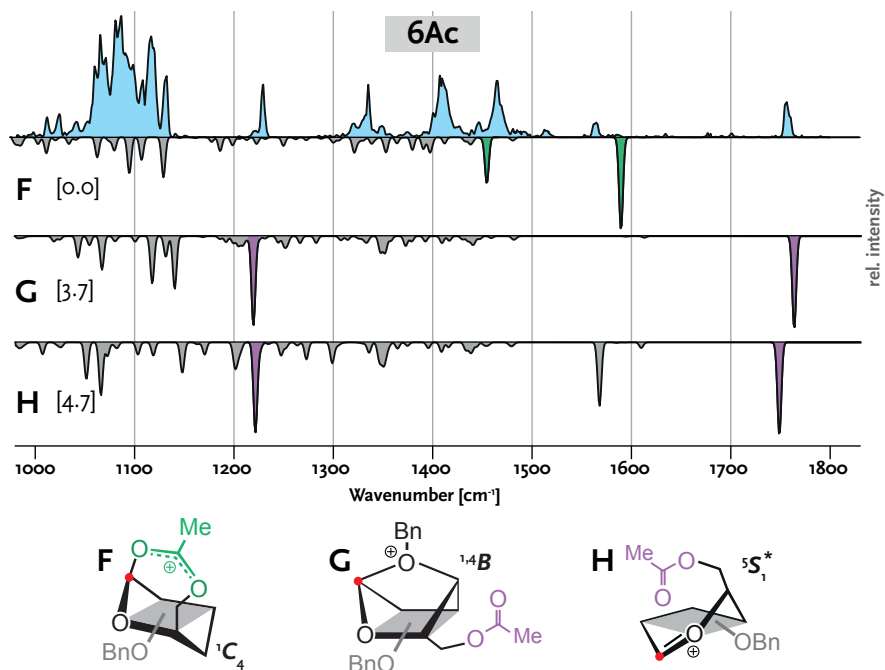 6Ac
F [0.0]
G [3.7]
H [4.7]
rel. intensity
1000 1100 1200 1300 1400 1500 1600 1700 1800
Wavenumber [cm⁻¹]
F
Me
O
⊕
O
O
BnO
¹C₄
G
Bn
⊕
O
¹,⁴B
O
O
O
Me
BnO
H
Me
O
O
⁵S₁*
O
⊕
OBn